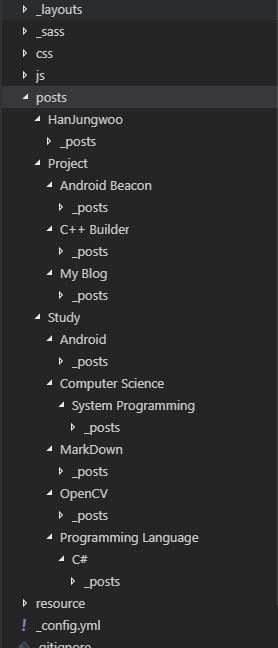 _layouts
_sass
css
js
posts
HanJungwoo
_posts
Project
Android Beacon
_posts
C++ Builder
_posts
My Blog
_posts
Study
Android
_posts
Computer Science
System Programming
_posts
MarkDown
_posts
OpenCV
_posts
Programming Language
C#
_posts
resource
! _config.yml
.gitignore